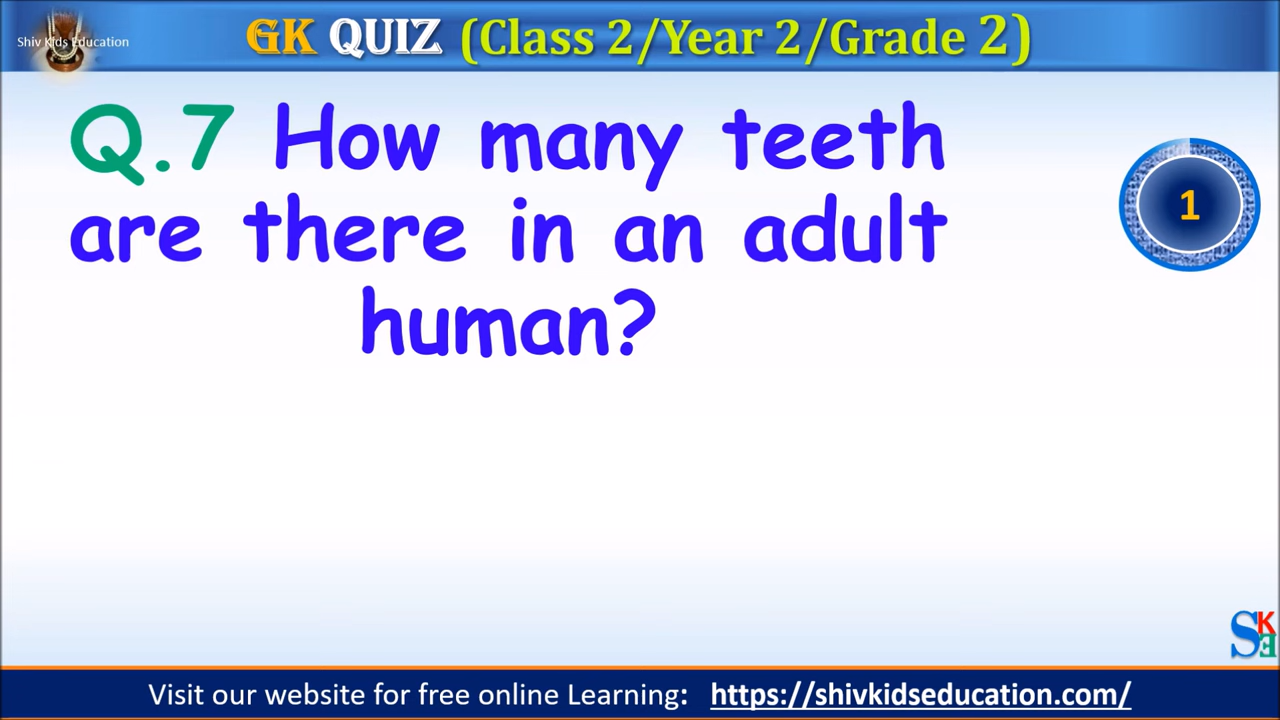 Shiv Kids Education
GK QUIZ (Class 2/Year 2/Grade 2)
Q.7 How many teeth
are there in an adult
human?
1
SKE
Visit our website for free online Learning: https://shivkidseducation.com/